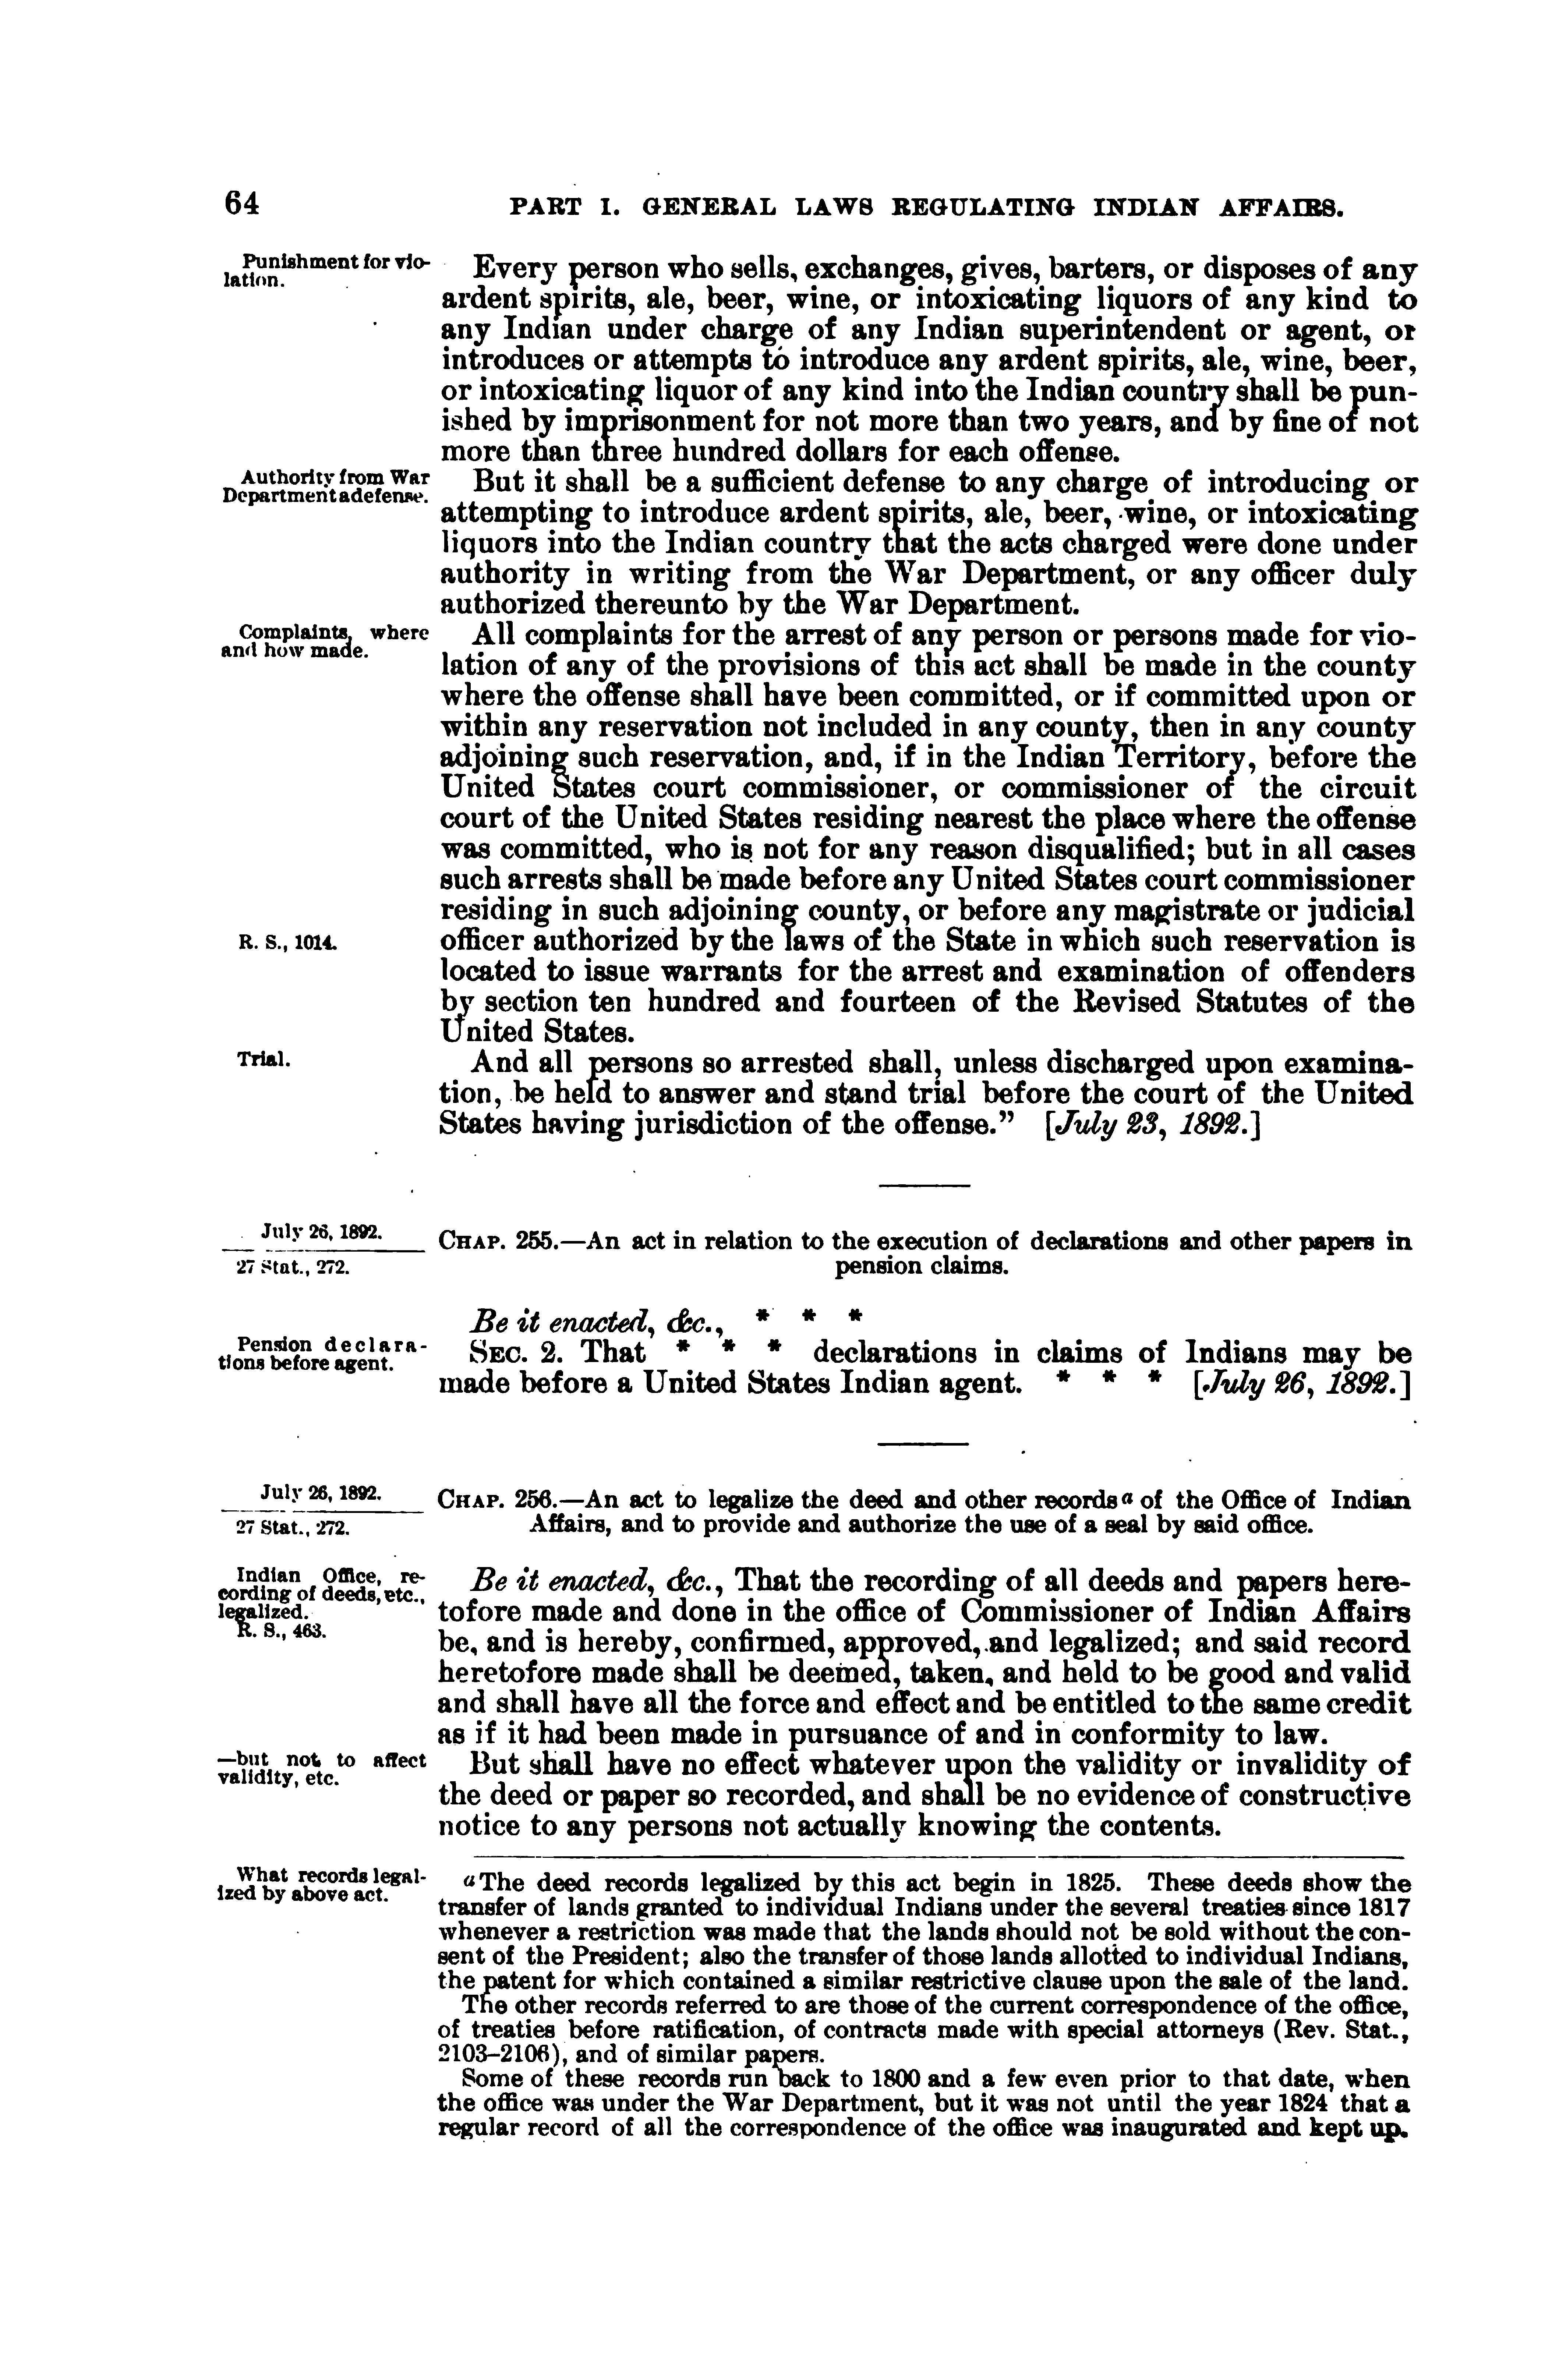 64
PART I. GENERAL LAWS REGULATING INDIAN AFFAIRS.
Punishment for vio-
lation.
Every person who sells, exchanges, gives, barters, or disposes of any
ardent spirits, ale, beer, wine, or intoxicating liquors of any kind to
any Indian under charge of any Indian superintendent or agent, or
introduces or attempts to introduce any ardent spirits, ale, wine, beer,
or intoxicating liquor of any kind into the Indian country shall be pun-
ished by imprisonment for not more than two years, and by fine of not
more than three hundred dollars for each offense.
Authority from War
Department a defense.
But it shall be a sufficient defense to any charge of introducing or
attempting to introduce ardent spirits, ale, beer, wine, or intoxicating
liquors into the Indian country that the acts charged were done under
authority in writing from the War Department, or any officer duly
authorized thereunto by the War Department.
Complaints, where
and how made.
All complaints for the arrest of any person or persons made for vio-
lation of any of the provisions of this act shall be made in the county
where the offense shall have been committed, or if committed upon or
within any reservation not included in any county, then in any county
adjoining such reservation, and, if in the Indian Territory, before the
United States court commissioner, or commissioner of the circuit
court of the United States residing nearest the place where the offense
was committed, who is not for any reason disqualified; but in all cases
such arrests shall be made before any United States court commissioner
residing in such adjoining county, or before any magistrate or judicial
R. S., 1014.
officer authorized by the laws of the State in which such reservation is
located to issue warrants for the arrest and examination of offenders
by section ten hundred and fourteen of the Revised Statutes of the
United States.
Trial.
And all persons so arrested shall, unless discharged upon examina-
tion, be held to answer and stand trial before the court of the United
States having jurisdiction of the offense." [July 23, 1892.]
July 26, 1892.
27 Stat., 272.
CHAP. 255.—An act in relation to the execution of declarations and other papers in
pension claims.
Be it enacted, &c., * * *
Pension declara-
tions before agent.
SEC. 2. That * * * declarations in claims of Indians may be
made before a United States Indian agent. * * * [July 26, 1892.]
July 26, 1892.
27 Stat., 272.
CHAP. 256.—An act to legalize the deed and other records a of the Office of Indian
Affairs, and to provide and authorize the use of a seal by said office.
Indian Office, re-
cording of deeds, etc.,
legalized.
R. S., 463.
Be it enacted, &c., That the recording of all deeds and papers here-
tofore made and done in the office of Commissioner of Indian Affairs
be, and is hereby, confirmed, approved, and legalized; and said record
heretofore made shall be deemed, taken, and held to be good and valid
and shall have all the force and effect and be entitled to the same credit
as if it had been made in pursuance of and in conformity to law.
—but not to affect
validity, etc.
But shall have no effect whatever upon the validity or invalidity of
the deed or paper so recorded, and shall be no evidence of constructive
notice to any persons not actually knowing the contents.
What records legal-
ized by above act.
a The deed records legalized by this act begin in 1825. These deeds show the
transfer of lands granted to individual Indians under the several treaties since 1817
whenever a restriction was made that the lands should not be sold without the con-
sent of the President; also the transfer of those lands allotted to individual Indians,
the patent for which contained a similar restrictive clause upon the sale of the land.
The other records referred to are those of the current correspondence of the office,
of treaties before ratification, of contracts made with special attorneys (Rev. Stat.,
2103–2106), and of similar papers.
Some of these records run back to 1800 and a few even prior to that date, when
the office was under the War Department, but it was not until the year 1824 that a
regular record of all the correspondence of the office was inaugurated and kept up.